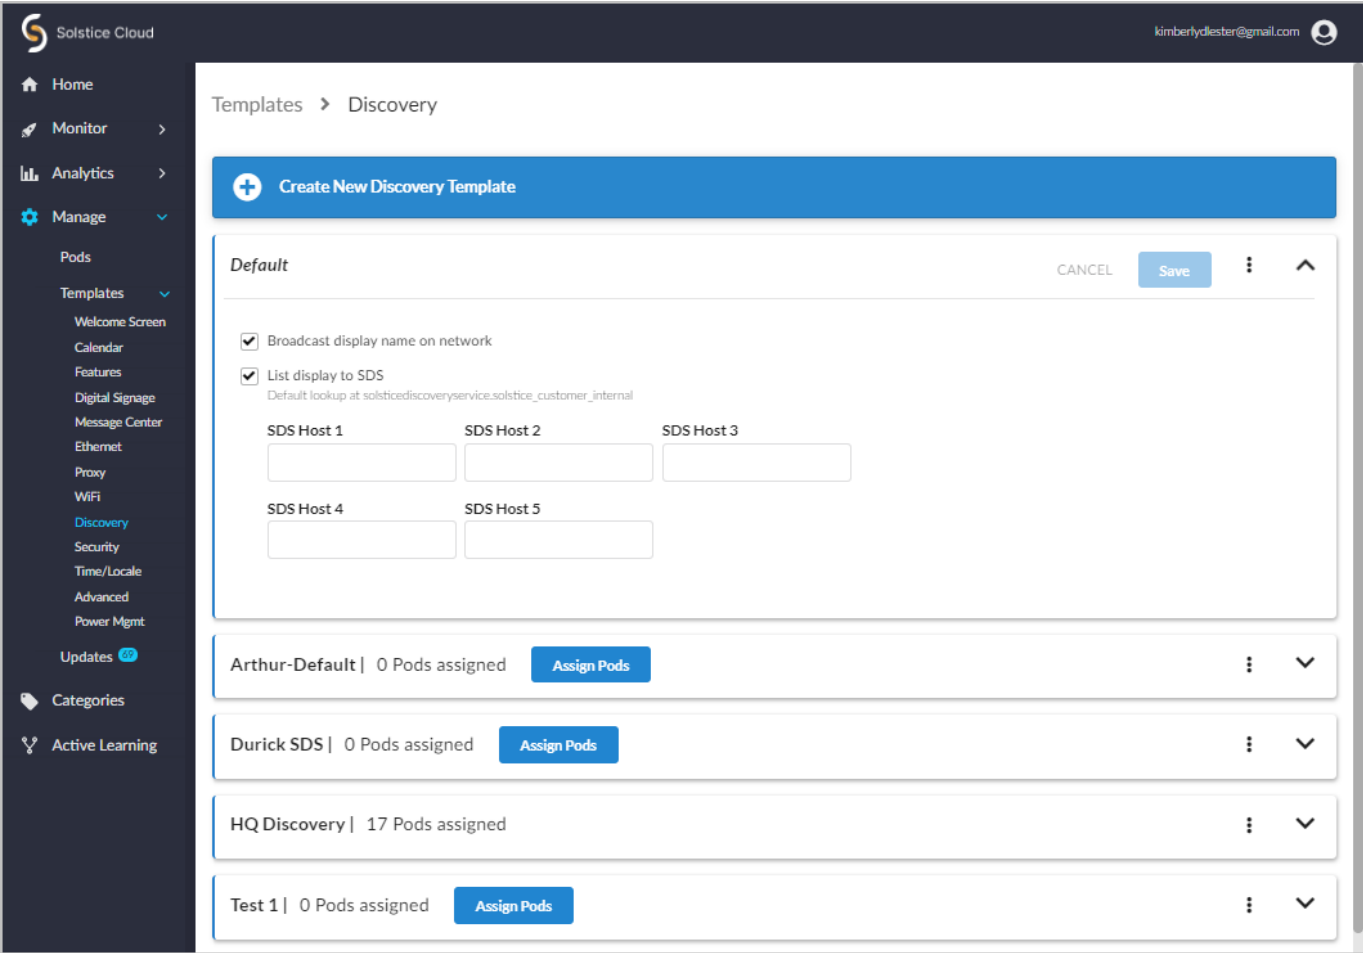 Solstice Cloud
kimberlydlester@gmail.com
Home
Monitor
Analytics
Manage
Pods
Templates
Welcome Screen
Calendar
Features
Digital Signage
Message Center
Ethernet
Proxy
WiFi
Discovery
Security
Time/Locale
Advanced
Power Mgmt
Updates 69
Categories
Active Learning
Templates > Discovery
Create New Discovery Template
Default
CANCEL Save
Broadcast display name on network
List display to SDS
Default lookup at solsticediscoveryservice.solstice_customer_internal
SDS Host 1 SDS Host 2 SDS Host 3
SDS Host 4 SDS Host 5
Arthur-Default | 0 Pods assigned Assign Pods
Durick SDS | 0 Pods assigned Assign Pods
HQ Discovery | 17 Pods assigned
Test 1 | 0 Pods assigned Assign Pods